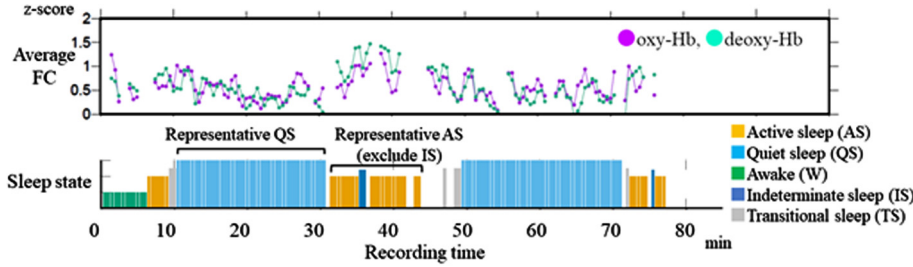 z-score
2
1.5
1
0.5
0
Average
FC
oxy-Hb, deoxy-Hb
Representative QS
Representative AS
(exclude IS)
Sleep state
Active sleep (AS)
Quiet sleep (QS)
Awake (W)
Indeterminate sleep (IS)
Transitional sleep (TS)
0 10 20 30 40 50 60 70 80 min
Recording time